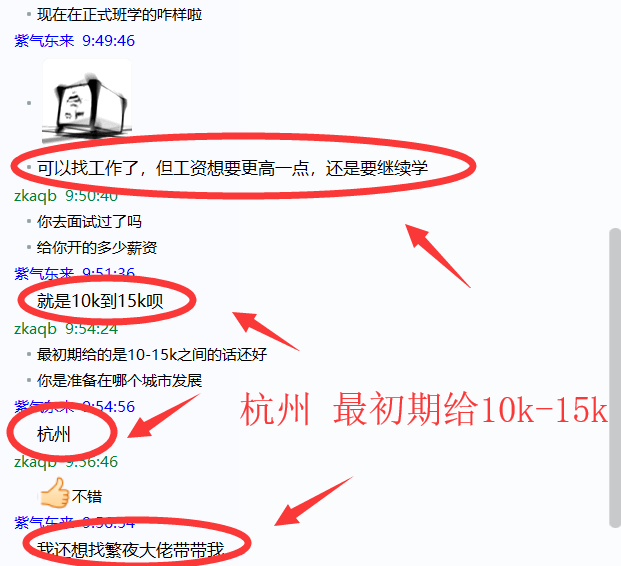 现在在正式班学的咋样啦
紫气东来 9:49:46
可以找工作了，但工资想要更高一点，还是要继续学
zkaqb 9:50:40
你去面试过了吗
给你开的多少薪资
紫气东来 9:51:36
就是10k到15k呗
zkaqb 9:54:24
最初期给的是10-15k之间的话还好
你是准备在哪个城市发展
紫气东来 9:54:56
杭州 最初期给10k-15k
杭州
zkaqb 9:56:46
不错
紫气东来 9:56:54
我还想找繁夜大佬带带我